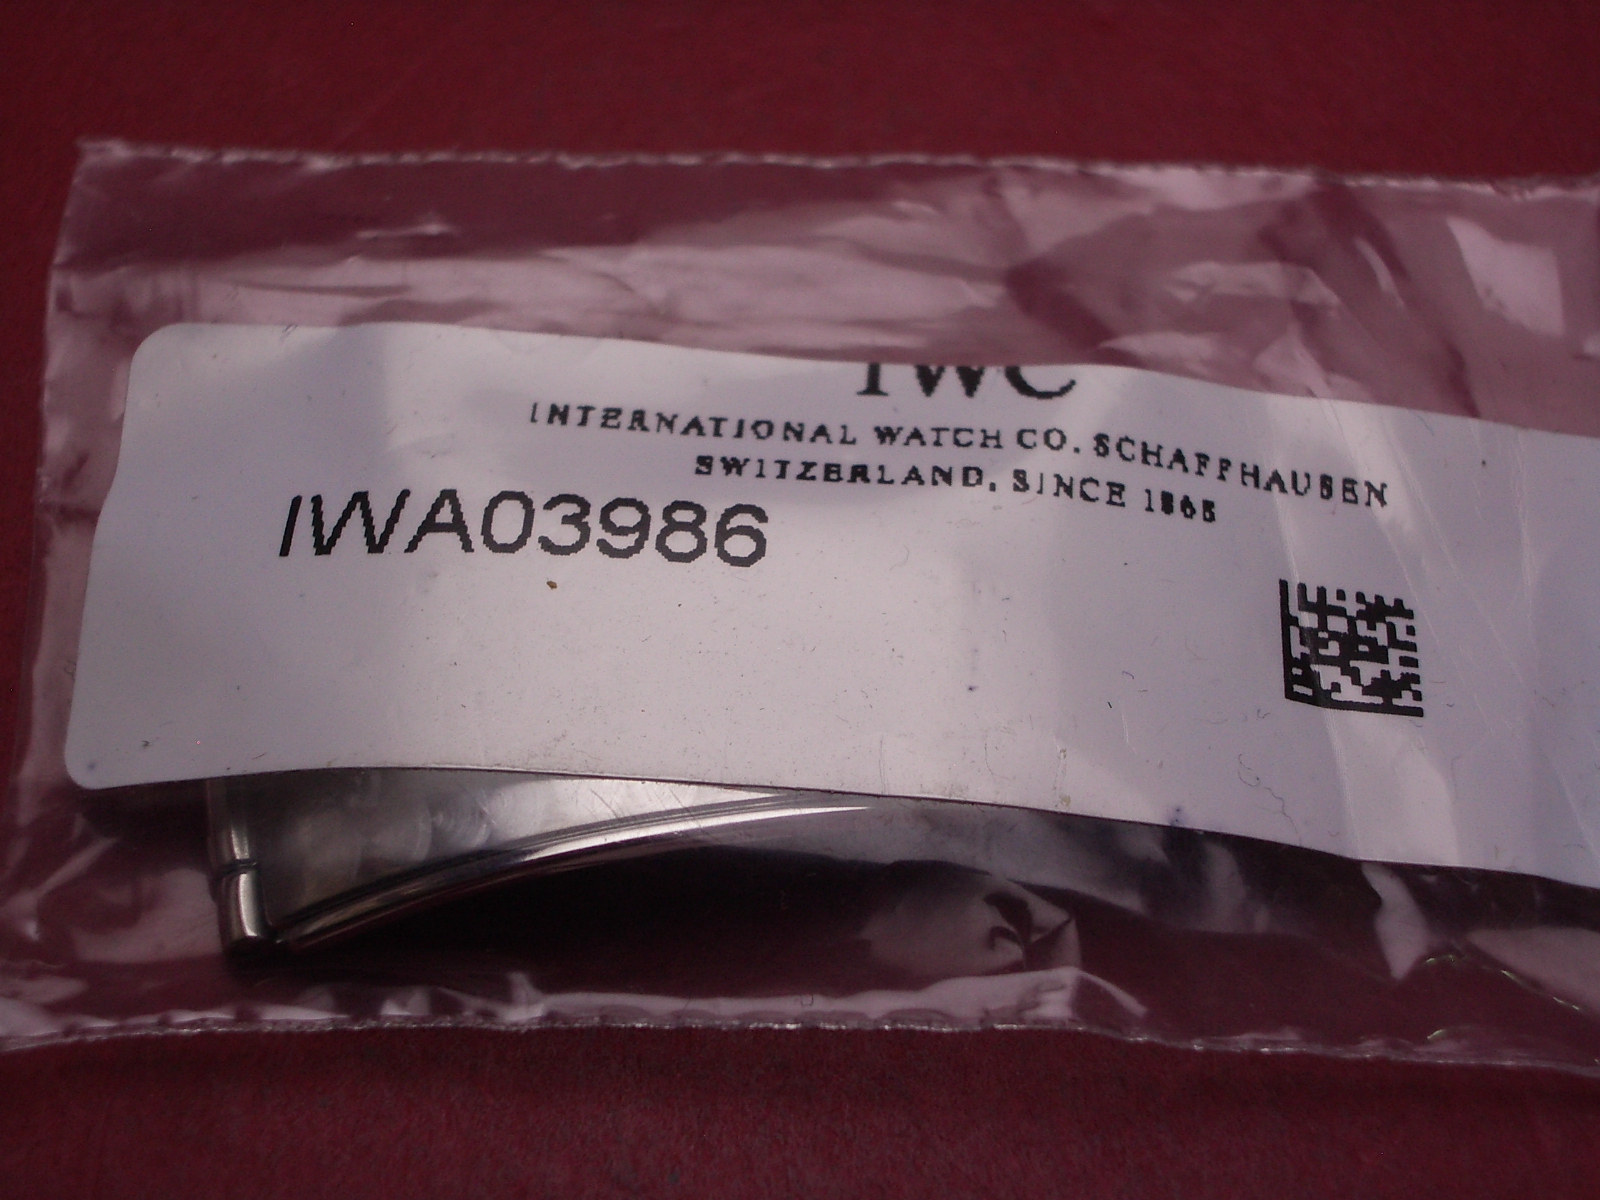 IWC
INTERNATIONAL WATCH CO. SCHAFFHAUSEN
SWITZERLAND, SINCE 1868
IWA03986